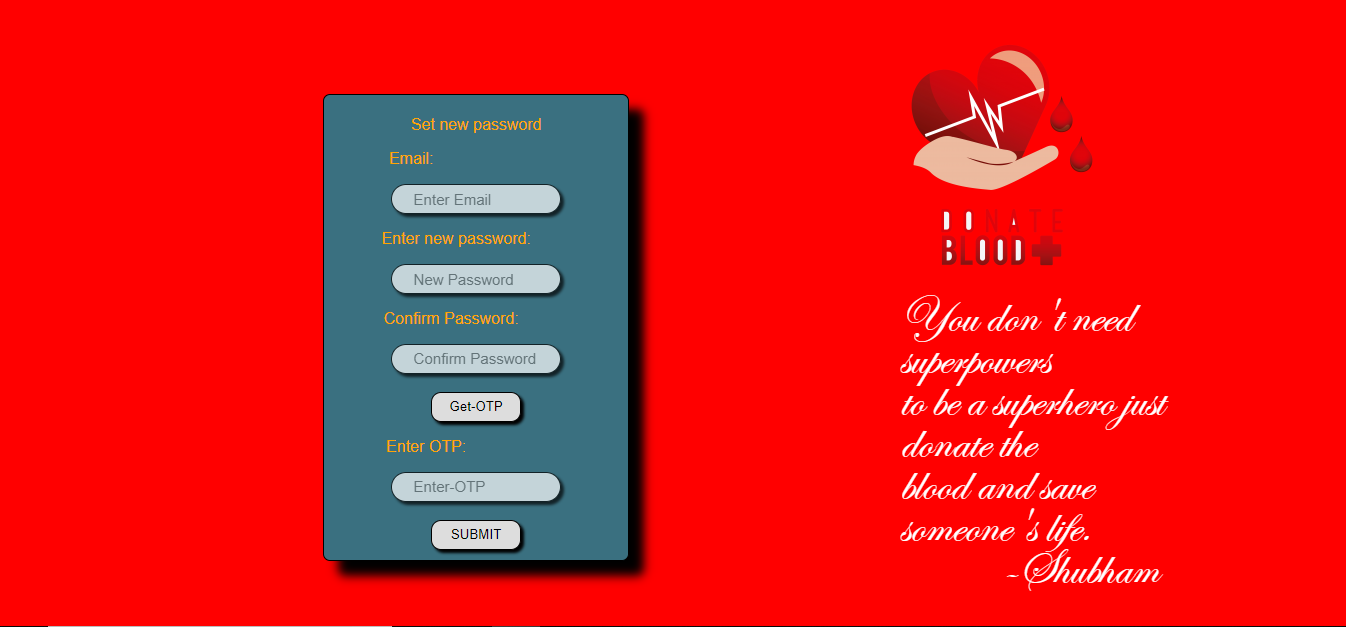 Set new password
Email:
Enter Email
Enter new password:
New Password
Confirm Password:
Confirm Password
Get-OTP
Enter OTP:
Enter-OTP
SUBMIT
DONATE
BLOOD
You don't need
superpowers
to be a superhero just
donate the
blood and save
someone's life.
-Shubham